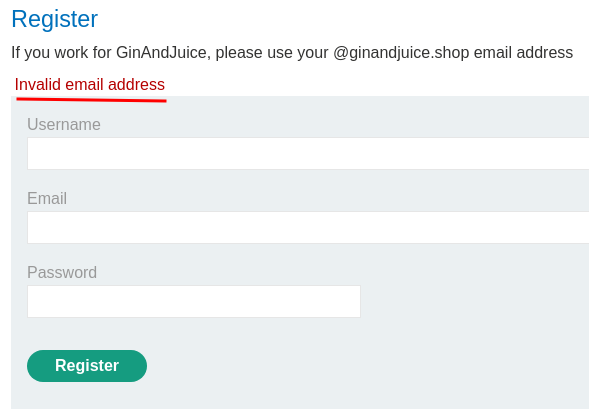 Register
If you work for GinAndJuice, please use your @ginandjuice.shop email address
Invalid email address
Username
Email
Password
Register